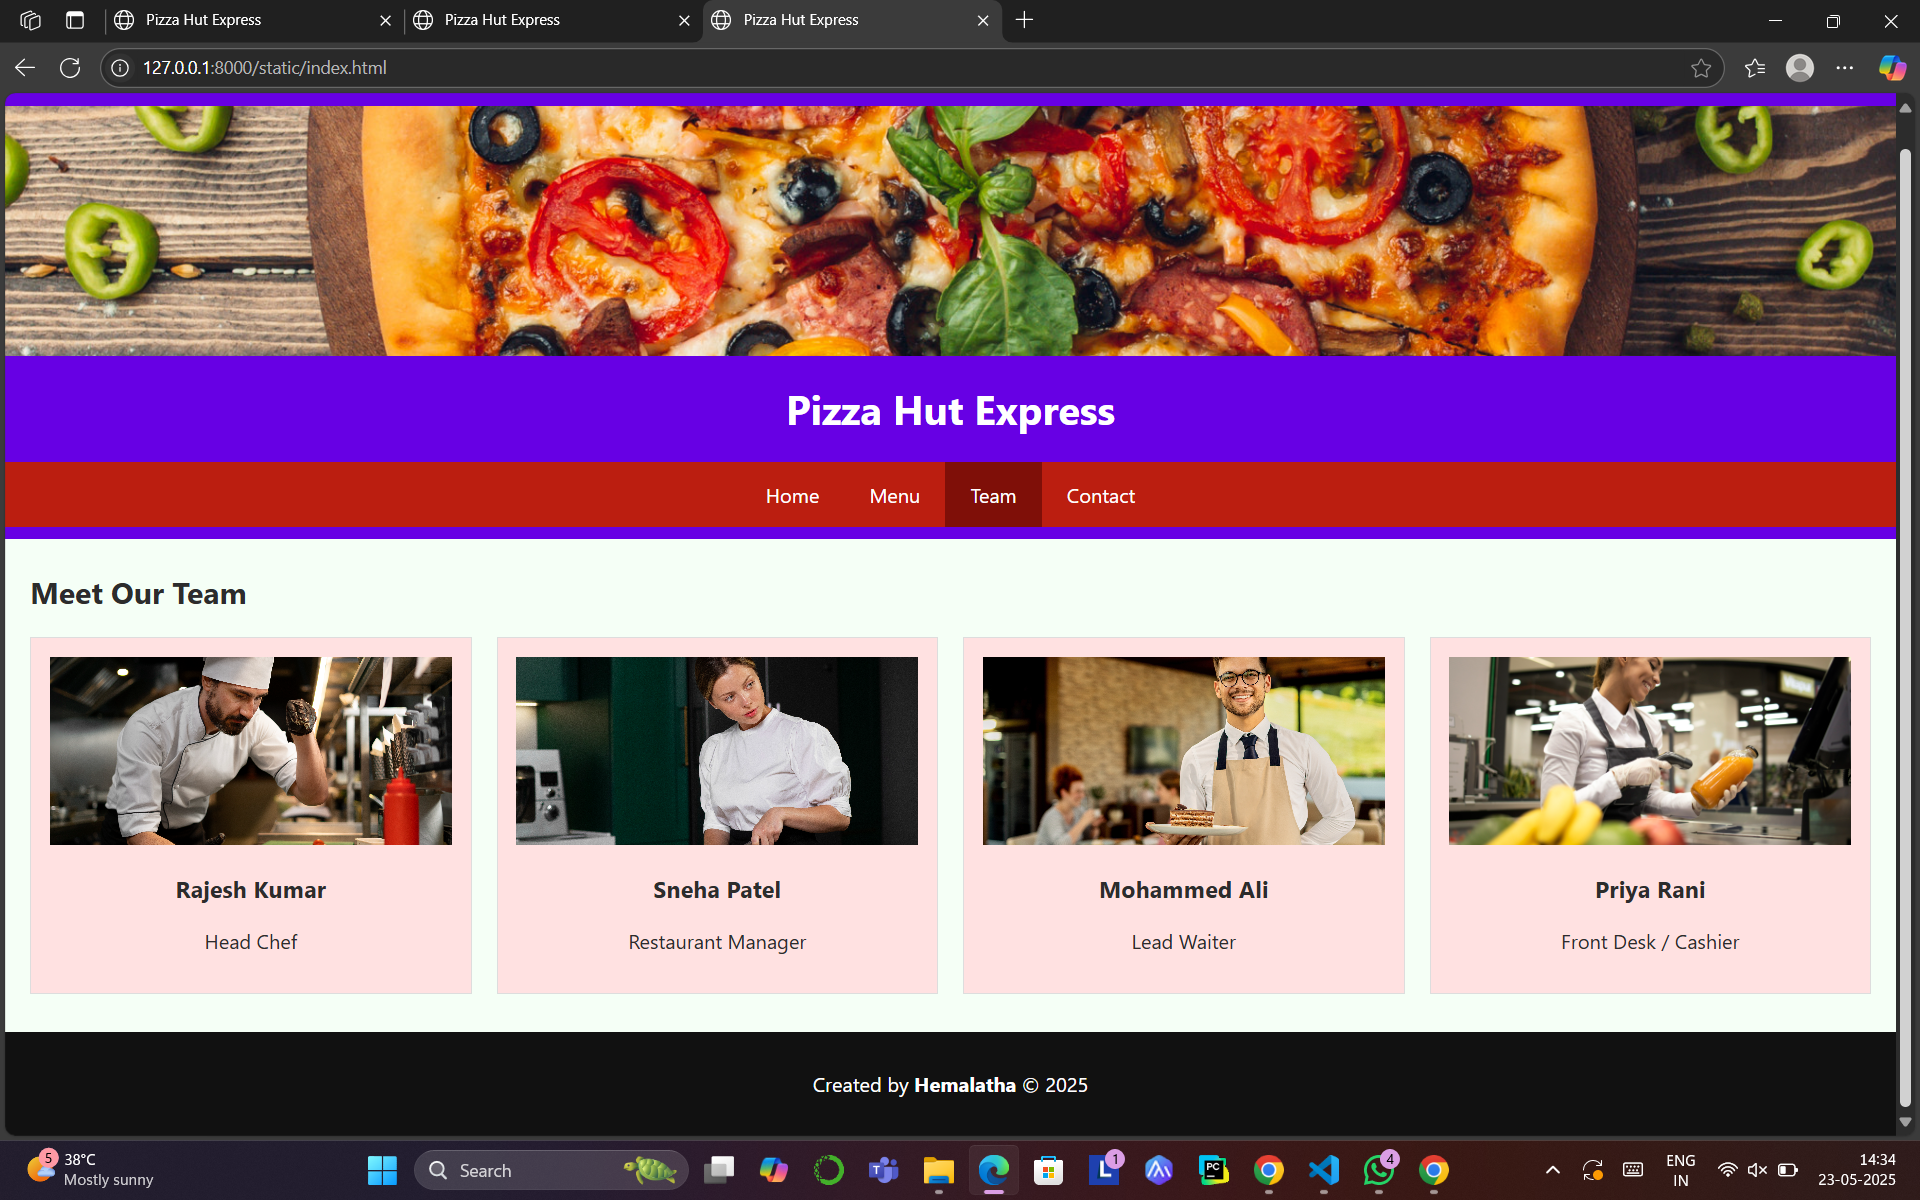 Pizza Hut Express
Pizza Hut Express
Pizza Hut Express
127.0.0.1:8000/static/index.html
Pizza Hut Express
Home Menu Team Contact
Meet Our Team
Rajesh Kumar
Head Chef
Sneha Patel
Restaurant Manager
Mohammed Ali
Lead Waiter
Priya Rani
Front Desk / Cashier
Created by Hemalatha © 2025
5
38°C
Mostly sunny
Search
T
L
1
PC
4
ENG
IN
14:34
23-05-2025